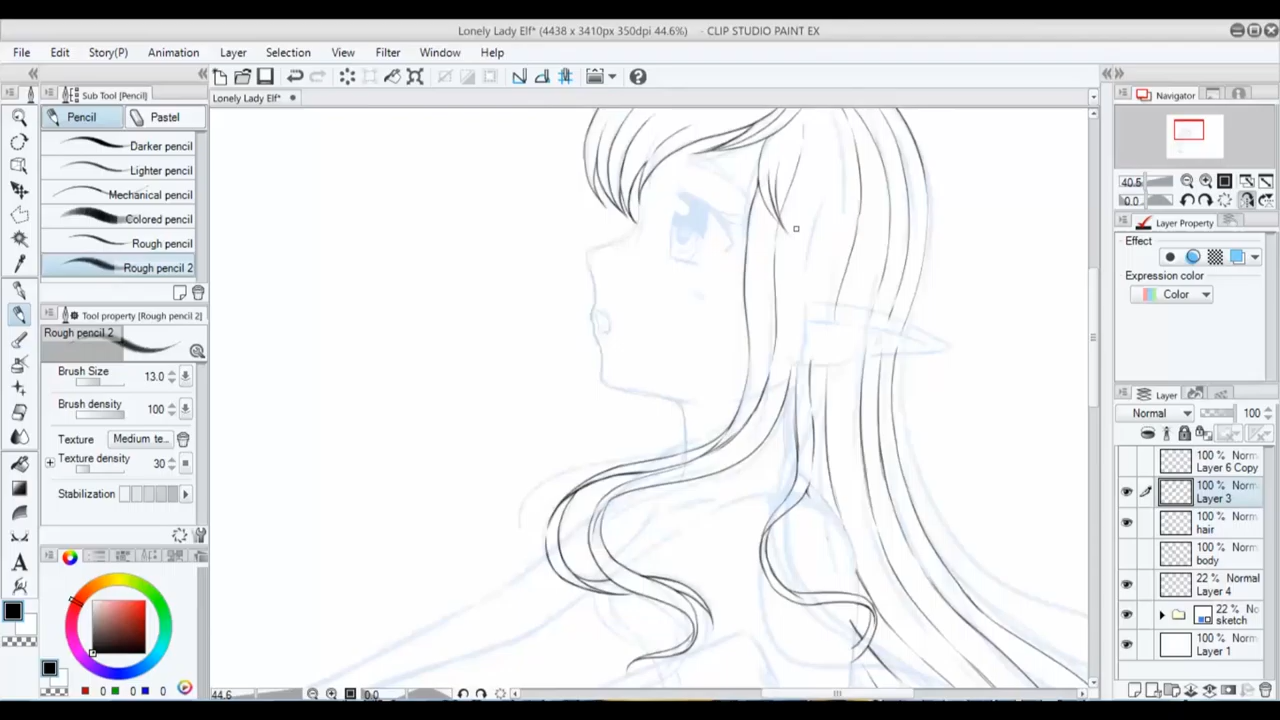 Lonely Lady Elf* (4438 x 3410px 350dpi 44.6%) - CLIP STUDIO PAINT EX
File Edit Story(P) Animation Layer Selection View Filter Window Help
Sub Tool [Pencil]
Lonely Lady Elf*
Navigator
Pencil Pastel
Darker pencil
Lighter pencil
Mechanical pencil
Colored pencil
Rough pencil
Rough pencil 2
Tool property [Rough pencil 2]
Rough pencil 2
Brush Size 13.0
Brush density 100
Texture Medium te...
Texture density 30
Stabilization
0 0 0
44.6 0.0
40.5
0.0
Layer Property
Effect
Expression color
Color
Layer
Normal 100
100 % Norm
Layer 6 Copy
100 % Norm
Layer 3
100 % Norm
hair
100 % Norm
body
22 % Normal
Layer 4
22 % Norm
sketch
100 % Norm
Layer 1